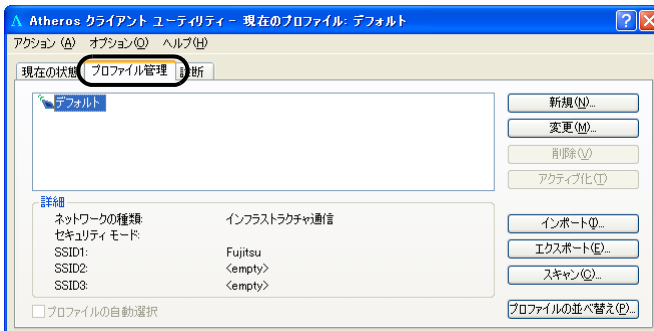 Atheros クライアント ユーティリティ - 現在のプロファイル: デフォルト
アクション (A) オプション(O) ヘルプ(H)
現在の状態 プロファイル管理 診断
デフォルト
新規(N)...
変更(M)...
削除(V)
アクティブ化(T)
詳細
ネットワークの種類: インフラストラクチャ通信
セキュリティ モード:
SSID1: Fujitsu
SSID2: <empty>
SSID3: <empty>
インポート(I)...
エクスポート(E)...
スキャン(C)...
プロファイルの自動選択
プロファイルの並べ替え(P)...